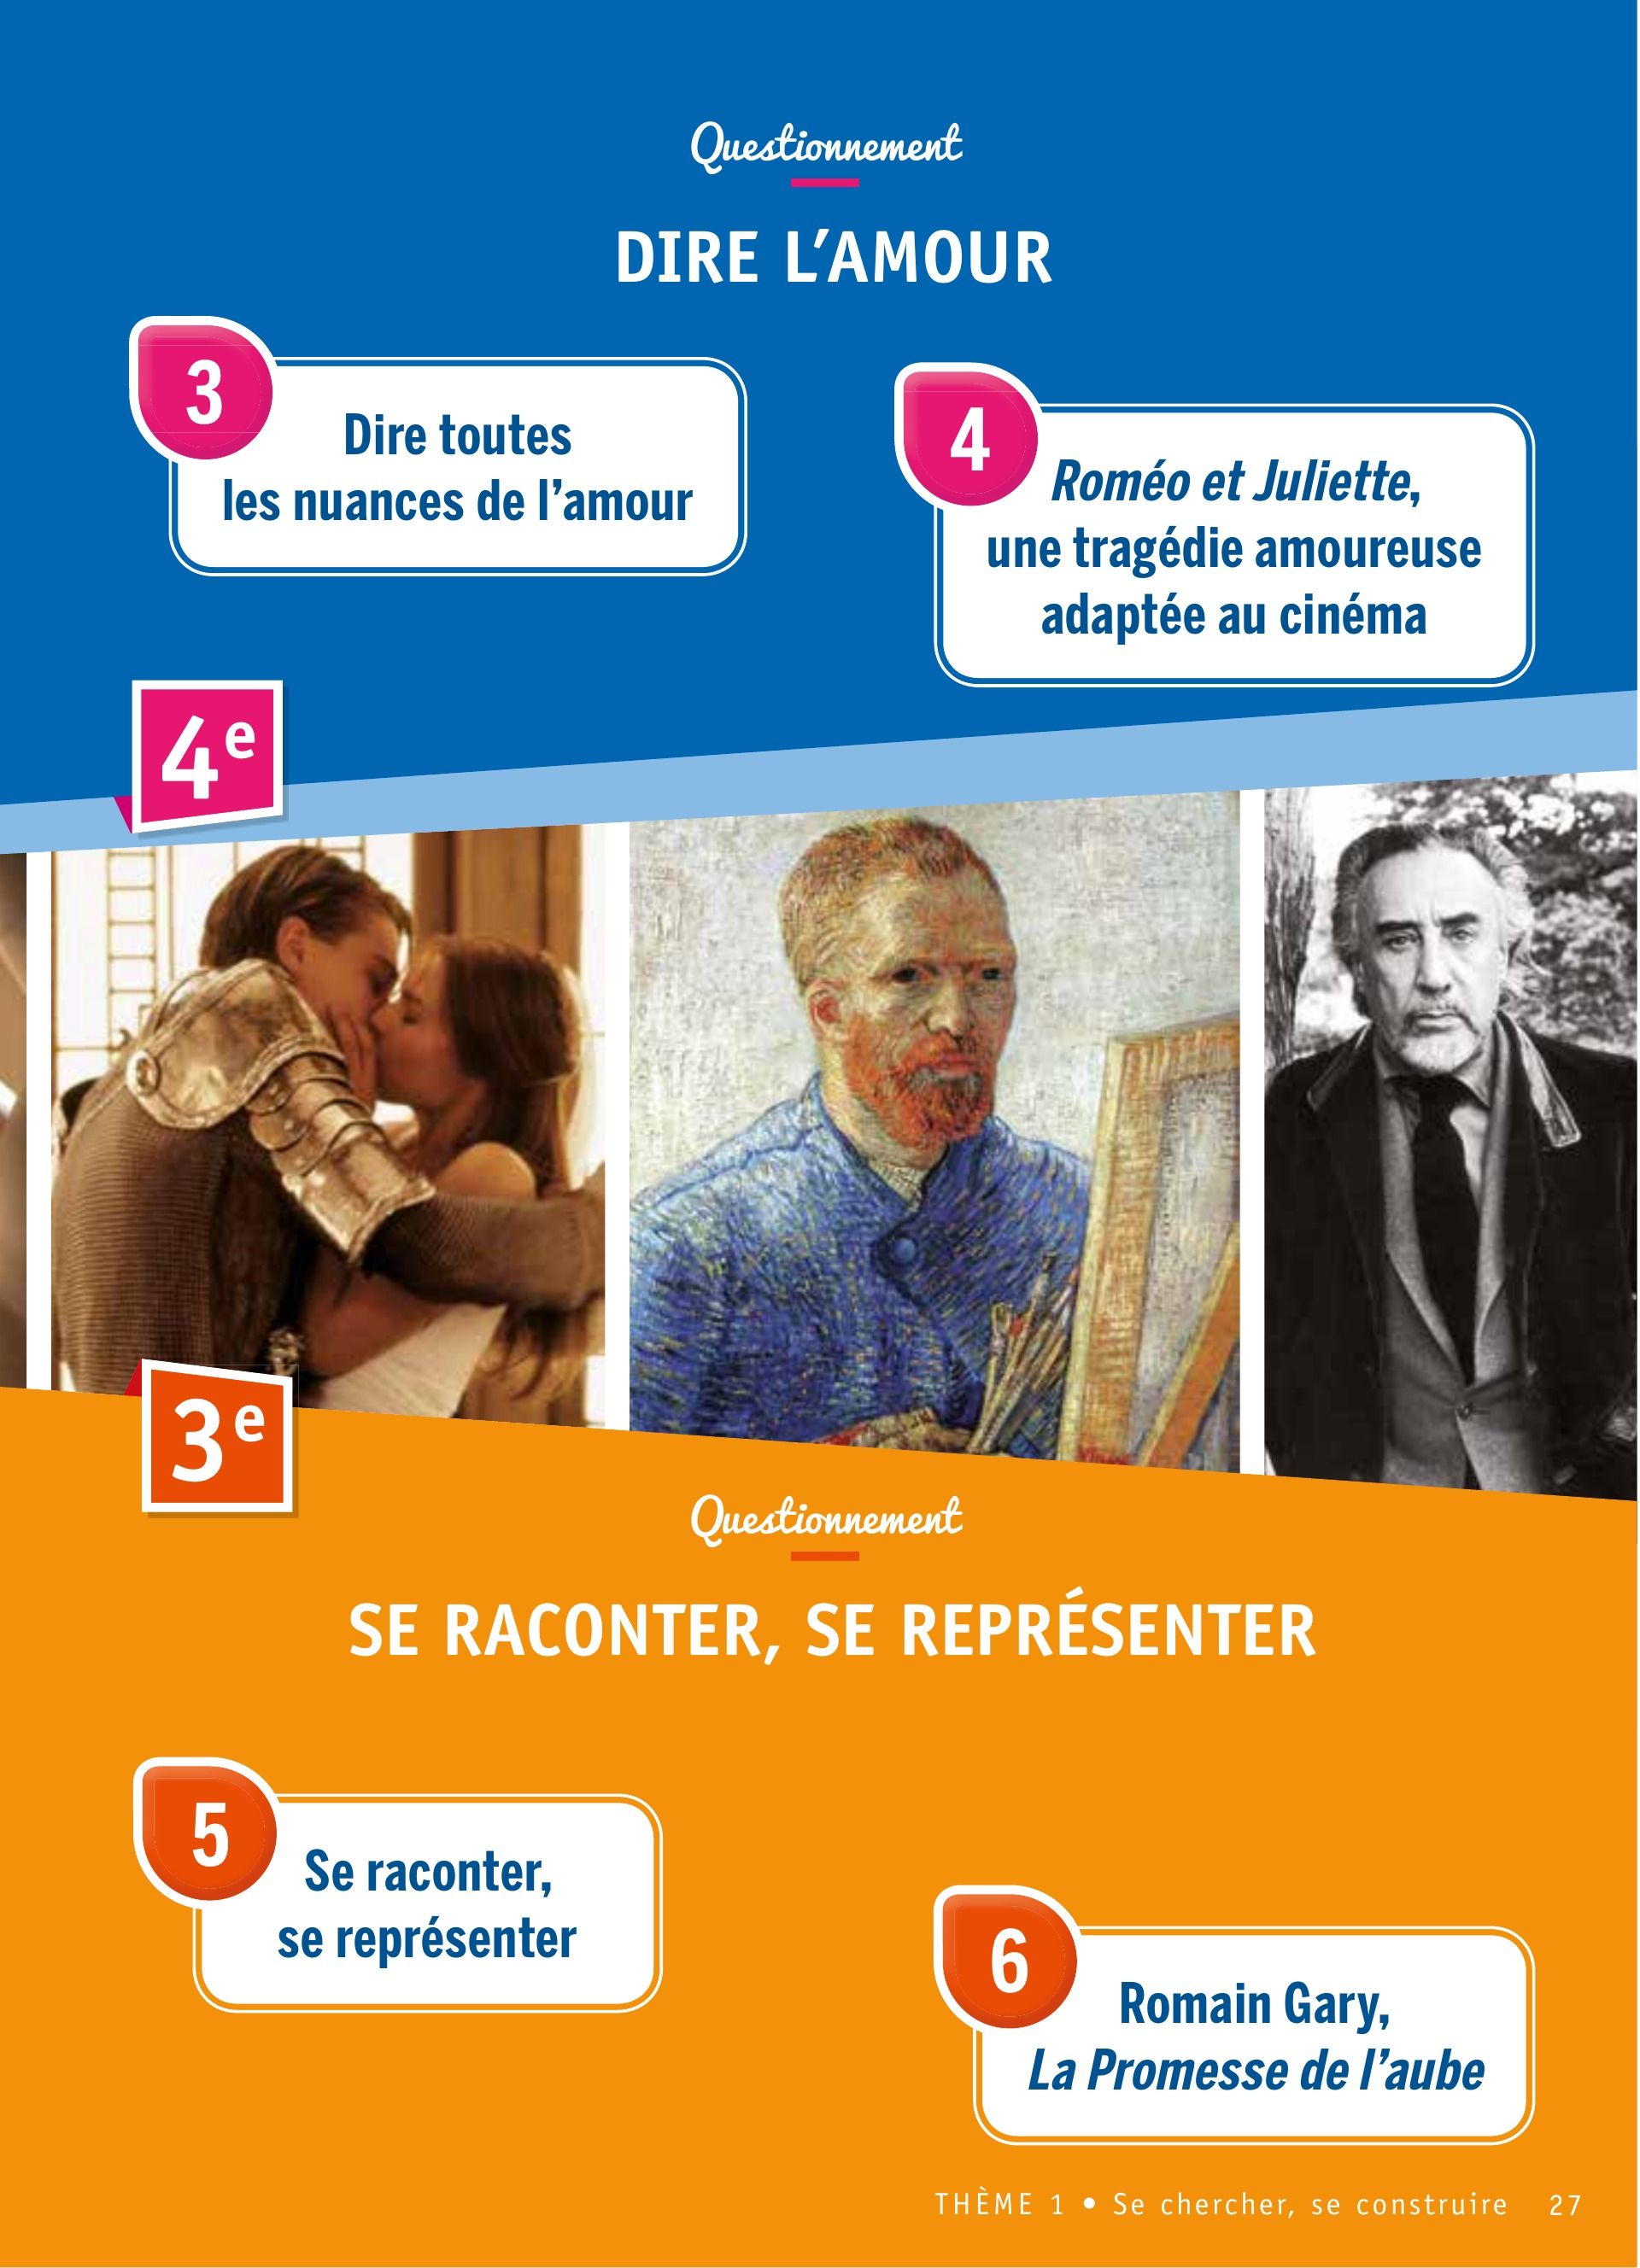 Questionnement
DIRE L’AMOUR
3
Dire toutes
les nuances de l’amour
4
Roméo et Juliette,
une tragédie amoureuse
adaptée au cinéma
4e
3e
Questionnement
SE RACONTER, SE REPRÉSENTER
5
Se raconter,
se représenter
6
Romain Gary,
La Promesse de l’aube
THÈME 1 • Se chercher, se construire 27